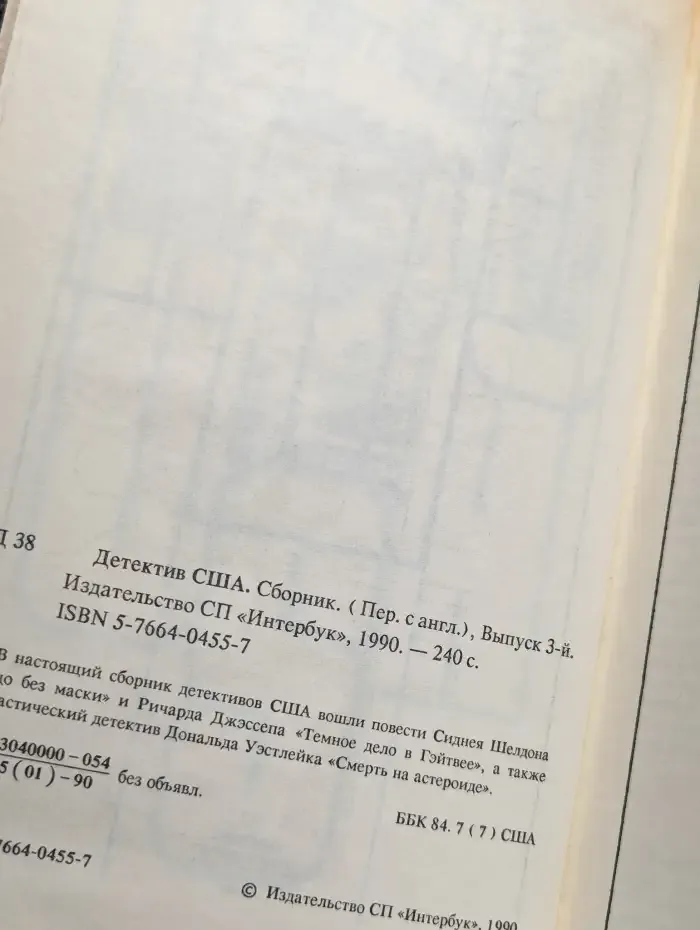 Д 38
Детектив США. Сборник. ( Пер. с англ.), Выпуск 3-й.
Издательство СП «Интербук», 1990. — 240 с.
ISBN 5-7664-0455-7
В настоящий сборник детективов США вошли повести Сиднея Шелдона
без маски» и Ричарда Джэссепа «Темное дело в Гэйтвее», а также
детектив Дональда Уэстлейка «Смерть на астероиде».
3040000 – 054
5 ( 01 ) – 90 без объявл.
ББК 84. 7 ( 7 ) США
7664-0455-7
© Издательство СП «Интербук», 1990